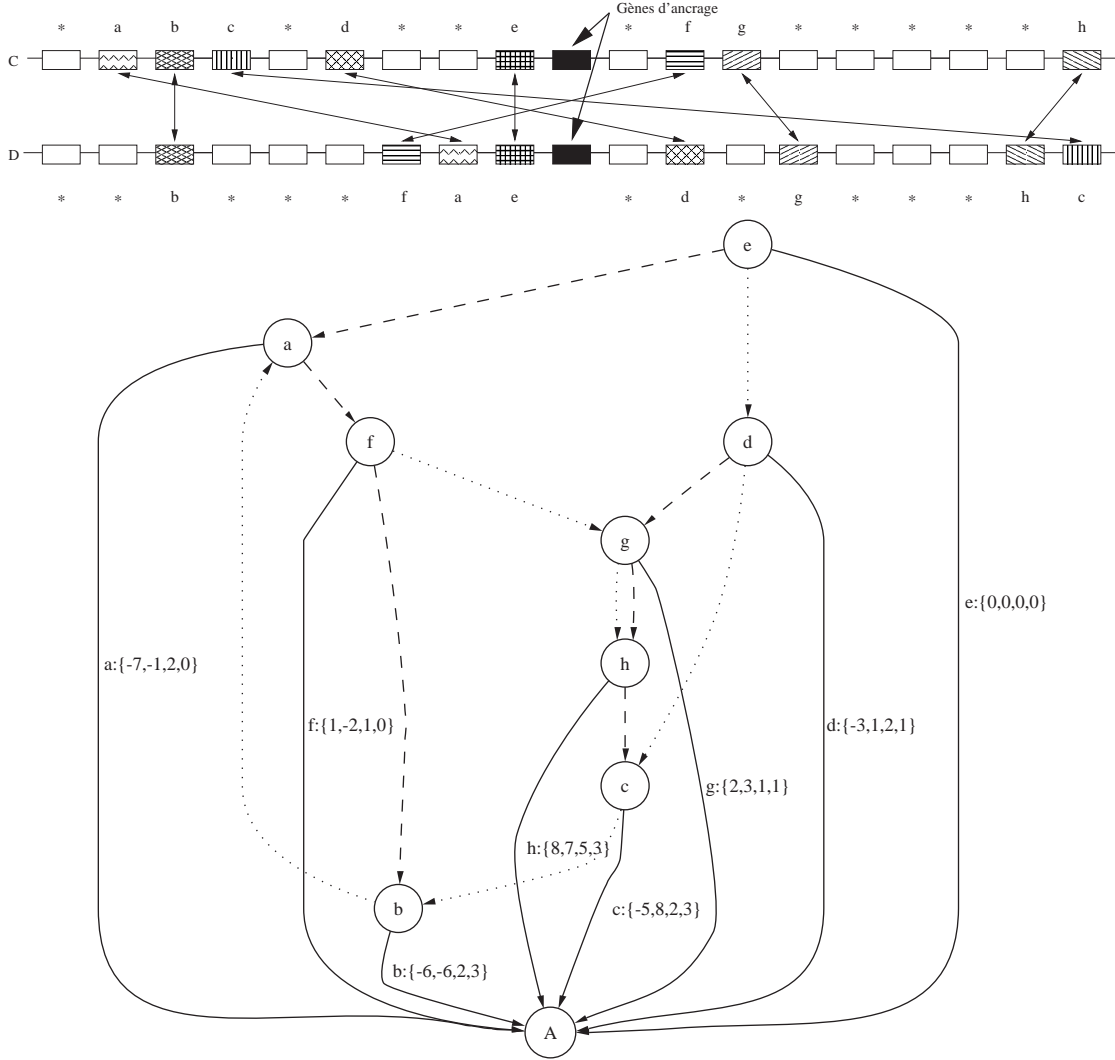 Gènes d'ancrage
* a b c * d * * e * f g * * * * * h
C
D
* * b * * * f a e * d * g * * * h c
e
a
f
d
g
e:{0,0,0,0}
a:{-7,-1,2,0}
h
f:{1,-2,1,0}
d:{-3,1,2,1}
c
g:{2,3,1,1}
h:{8,7,5,3}
b
c:{-5,8,2,3}
b:{-6,-6,2,3}
A